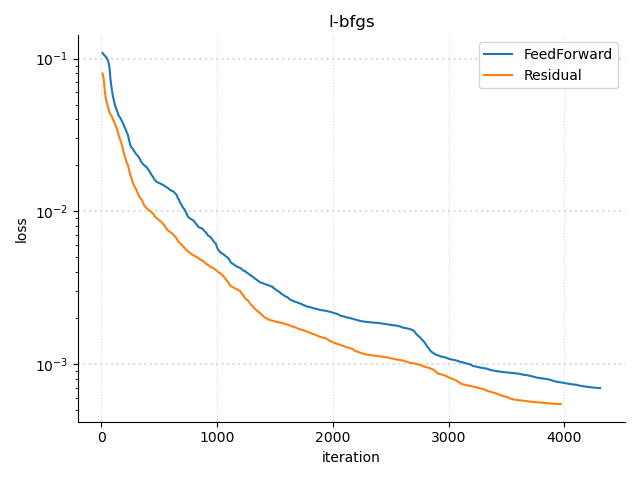 l-bfgs
FeedForward
Residual
10⁻¹
10⁻²
10⁻³
loss
0 1000 2000 3000 4000
iteration